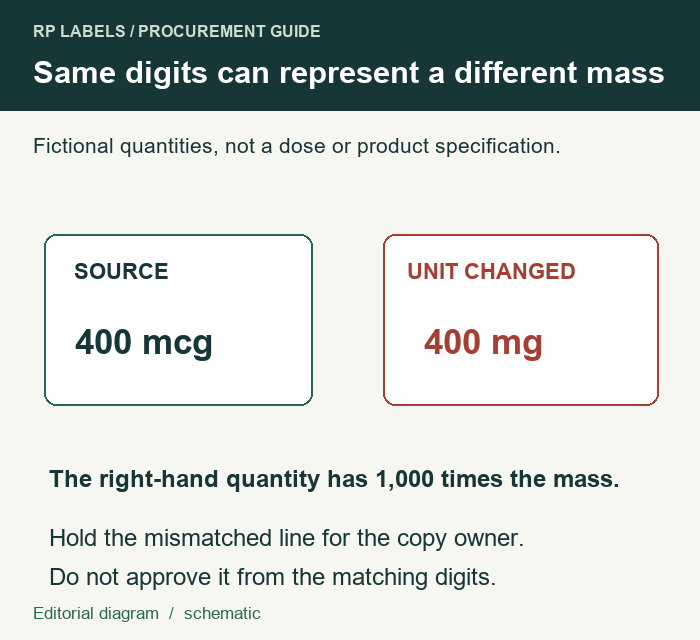 RP LABELS / PROCUREMENT GUIDE
Same digits can represent a different mass
Fictional quantities, not a dose or product specification.
SOURCE
400 mcg
UNIT CHANGED
400 mg
The right-hand quantity has 1,000 times the mass.
Hold the mismatched line for the copy owner.
Do not approve it from the matching digits.
Editorial diagram / schematic